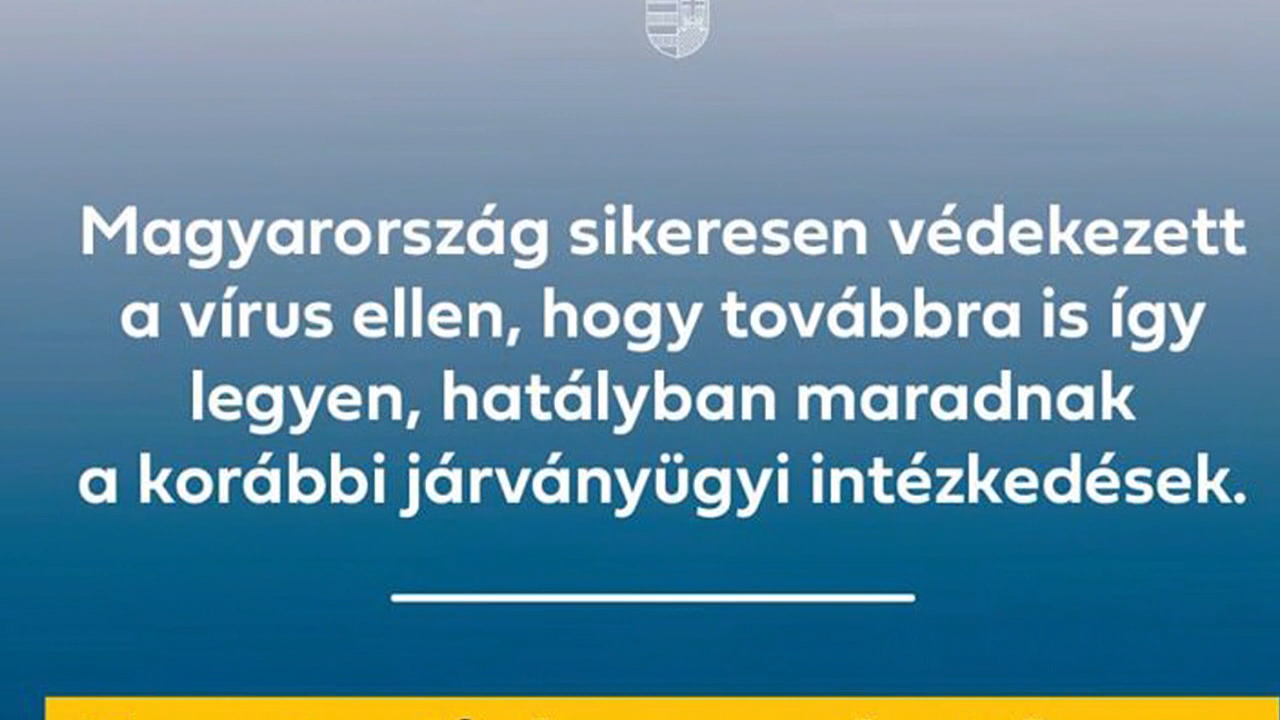 Magyarország sikeresen védekezett
a vírus ellen, hogy továbbra is így
legyen, hatályban maradnak
a korábbi járványügyi intézkedések.